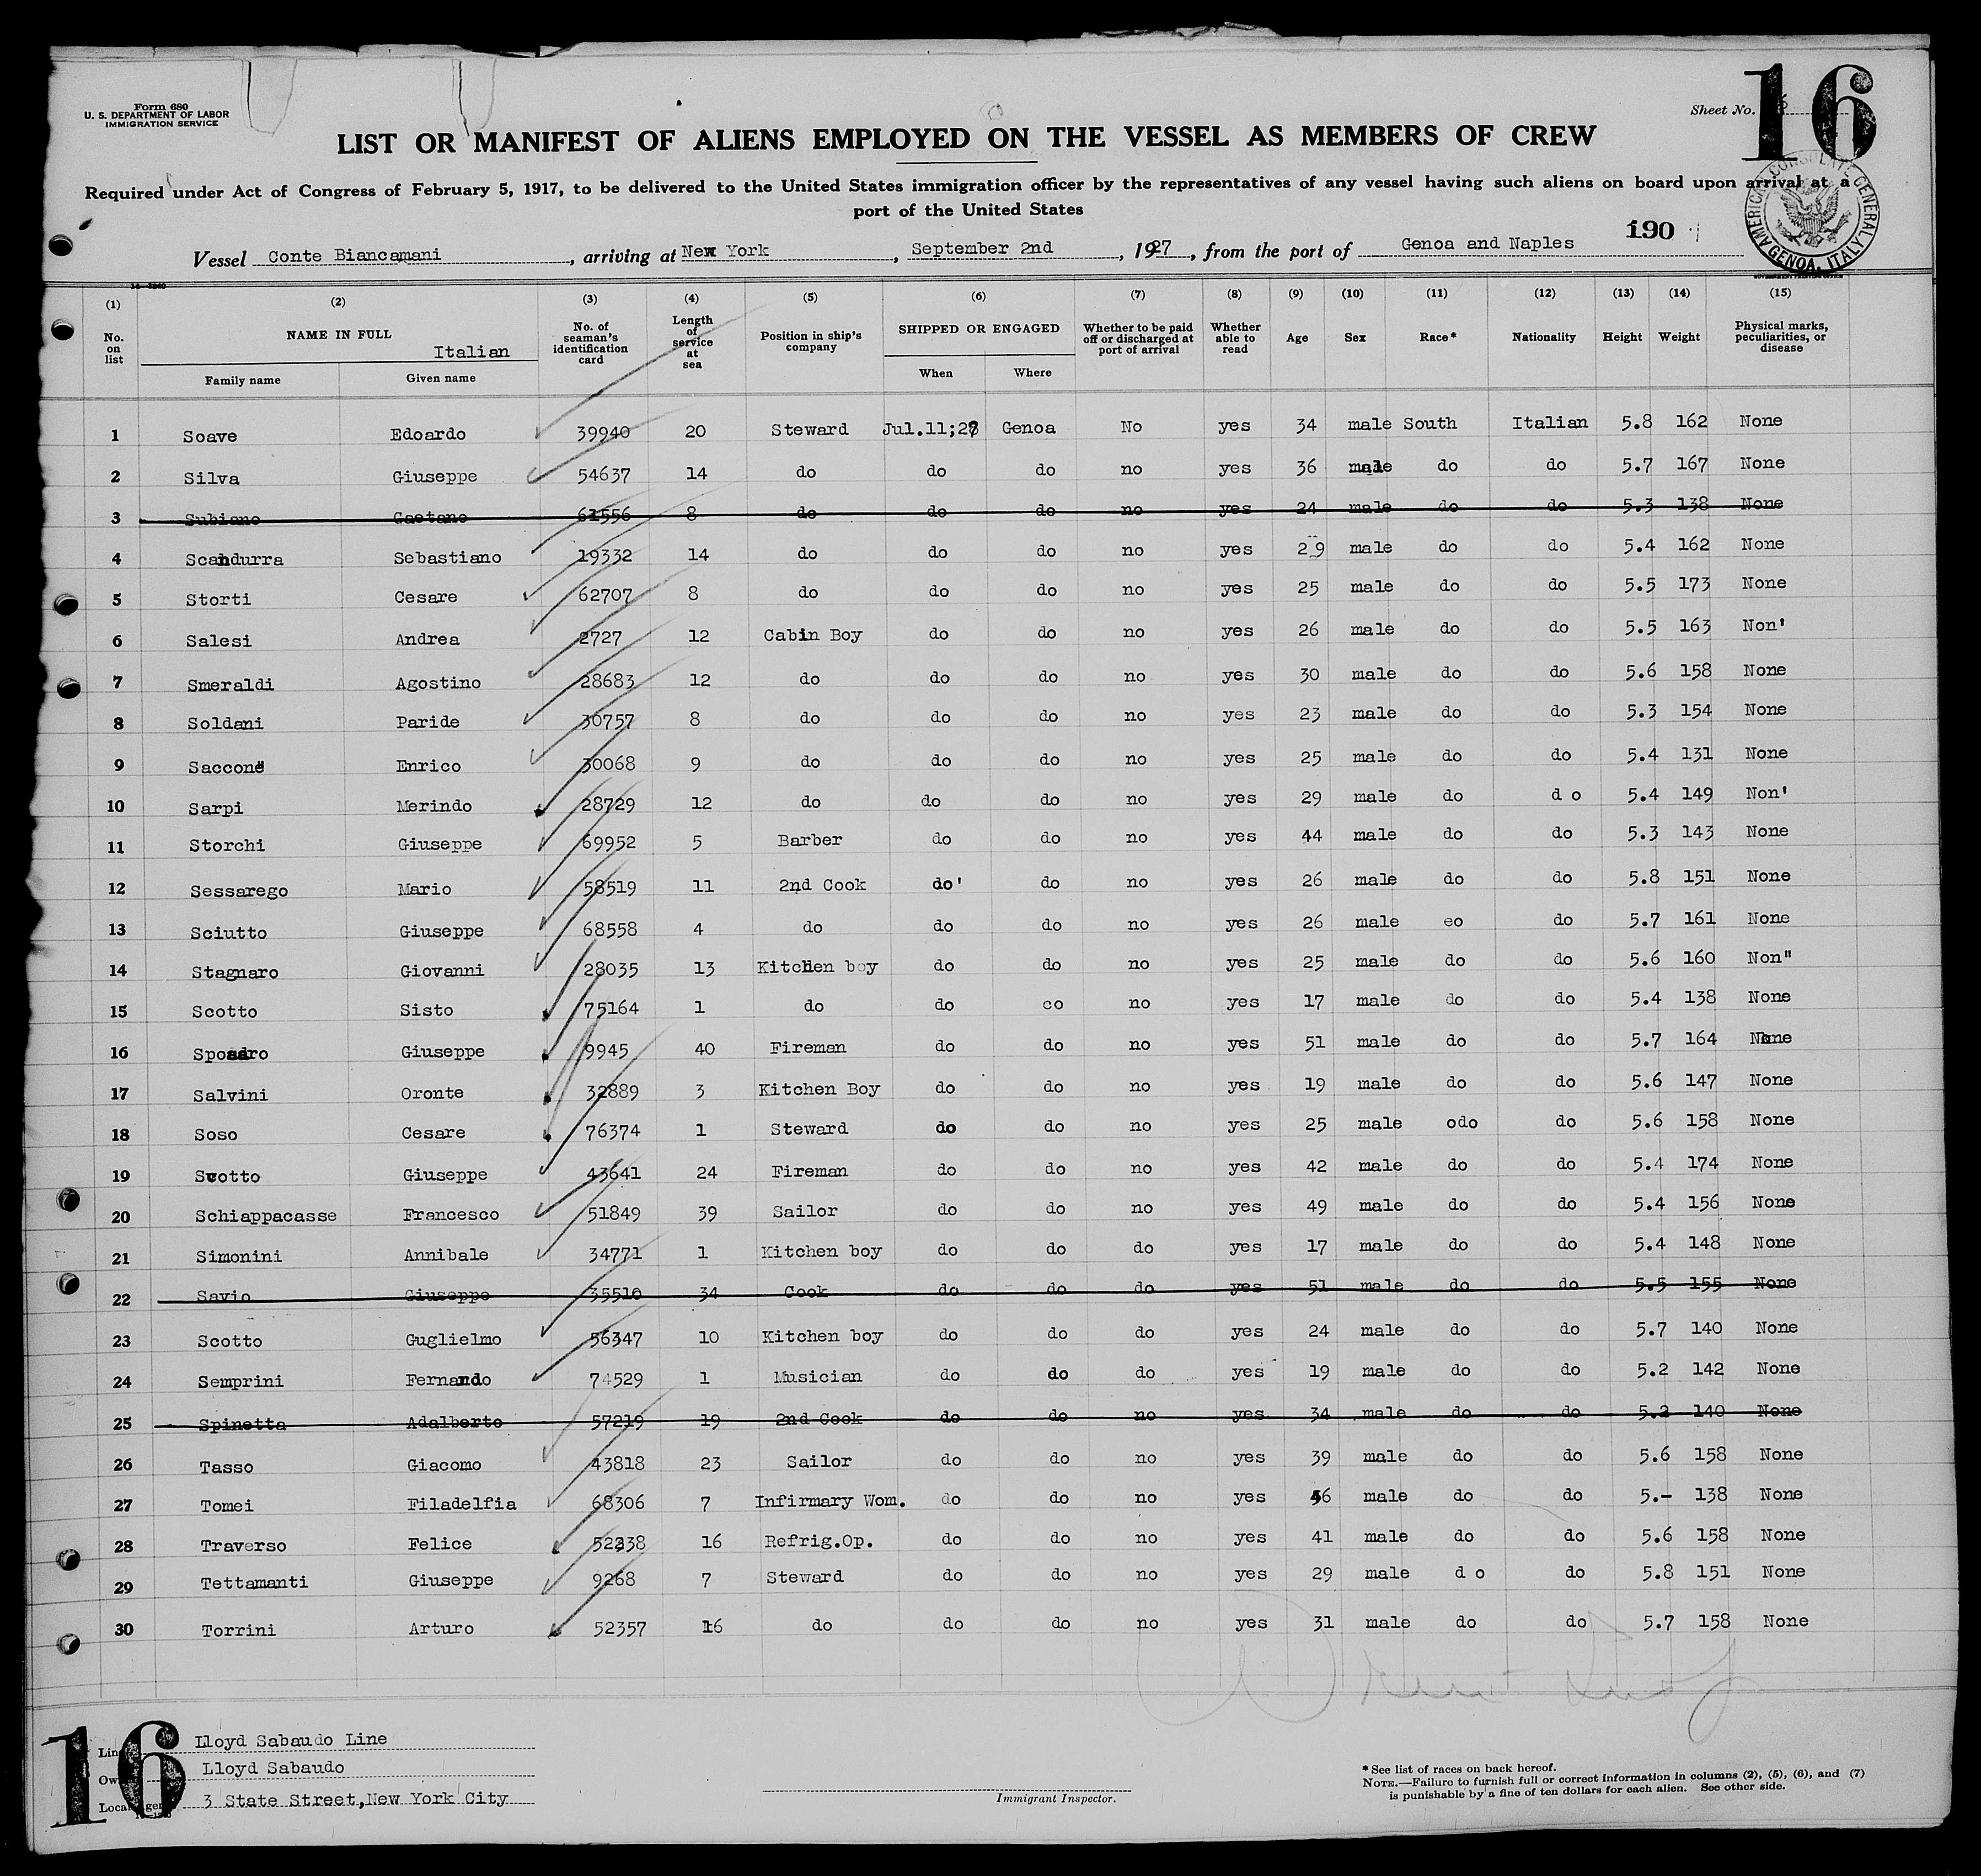 Form 680
U. S. DEPARTMENT OF LABOR
IMMIGRATION SERVICE
Sheet No.
16
LIST OR MANIFEST OF ALIENS EMPLOYED ON THE VESSEL AS MEMBERS OF CREW
Required under Act of Congress of February 5, 1917, to be delivered to the United States immigration officer by the representatives of any vessel having such aliens on board upon arrival at a
port of the United States
AMERICAN CONSULATE GENERAL GENOA, ITALY
190
Vessel Conte Biancamani, arriving at New York, September 2nd, 1927, from the port of Genoa and Naples
(1) (2) (3) (4) (5) (6) (7) (8) (9) (10) (11) (12) (13) (14) (15)
No. on list NAME IN FULL Italian Family name Given name No. of seaman's identification card Length of service at sea Position in ship's company SHIPPED OR ENGAGED When Where Whether to be paid off or discharged at port of arrival Whether able to read Age Sex Race* Nationality Height Weight Physical marks, peculiarities, or disease
1 Soave Edoardo 39940 20 Steward Jul.11;27 Genoa No yes 34 male South Italian 5.8 162 None
2 Silva Giuseppe 54637 14 do do do no yes 36 male do do 5.7 167 None
3 Subiano Gaetano 61556 8 do do do no yes 24 male do do 5.3 138 None
4 Scandurra Sebastiano 19332 14 do do do no yes 29 male do do 5.4 162 None
5 Storti Cesare 62707 8 do do do no yes 25 male do do 5.5 173 None
6 Salesi Andrea 2727 12 Cabin Boy do do no yes 26 male do do 5.5 163 Non'
7 Smeraldi Agostino 28683 12 do do do no yes 30 male do do 5.6 158 None
8 Soldani Paride 30757 8 do do do no yes 23 male do do 5.3 154 None
9 Saccone Enrico 30068 9 do do do no yes 25 male do do 5.4 131 None
10 Sarpi Merindo 28729 12 do do do no yes 29 male do d o 5.4 149 Non'
11 Storchi Giuseppe 69952 5 Barber do do no yes 44 male do do 5.3 143 None
12 Sessarego Mario 58519 11 2nd Cook do' do no yes 26 male do do 5.8 151 None
13 Sciutto Giuseppe 68558 4 do do do no yes 26 male eo do 5.7 161 None
14 Stagnaro Giovanni 28035 13 Kitchen boy do do no yes 25 male do do 5.6 160 Non"
15 Scotto Sisto 75164 1 do do co no yes 17 male do do 5.4 138 None
16 Giuseppe 9945 40 Fireman do do no yes 51 male do do 5.7 164 None
17 Salvini Oronte 32889 3 Kitchen Boy do do no yes 19 male do do 5.6 147 None
18 Soso Cesare 76374 1 Steward do do no yes 25 male odo do 5.6 158 None
19 Scotto Giuseppe 43641 24 Fireman do do no yes 42 male do do 5.4 174 None
20 Schiappacasse Francesco 51849 39 Sailor do do no yes 49 male do do 5.4 156 None
21 Simonini Annibale 34771 1 Kitchen boy do do do yes 17 male do do 5.4 148 None
22 Savio Giuseppe 35510 34 Cook do do do yes 51 male do do 5.5 155 None
23 Scotto Guglielmo 56347 10 Kitchen boy do do do yes 24 male do do 5.7 140 None
24 Semprini Fernando 74529 1 Musician do do do yes 19 male do do 5.2 142 None
25 Spinetta Adalberto 57219 19 2nd Cook do do no yes 34 male do do 5.2 140 None
26 Tasso Giacomo 43818 23 Sailor do do no yes 39 male do do 5.6 158 None
27 Tomei Filadelfia 68306 7 Infirmary Wom. do do no yes 56 male do do 5.- 138 None
28 Traverso Felice 52238 16 Refrig.Op. do do no yes 41 male do do 5.6 158 None
29 Tettamanti Giuseppe 9268 7 Steward do do no yes 29 male d o do 5.8 151 None
30 Torrini Arturo 52357 16 do do do no yes 31 male do do 5.7 158 None
16
Lloyd Sabaudo Line
Lloyd Sabaudo
3 State Street,New York City
Immigrant Inspector.
* See list of races on back hereof.
NOTE.—Failure to furnish full or correct information in columns (2), (5), (6), and (7)
is punishable by a fine of ten dollars for each alien. See other side.